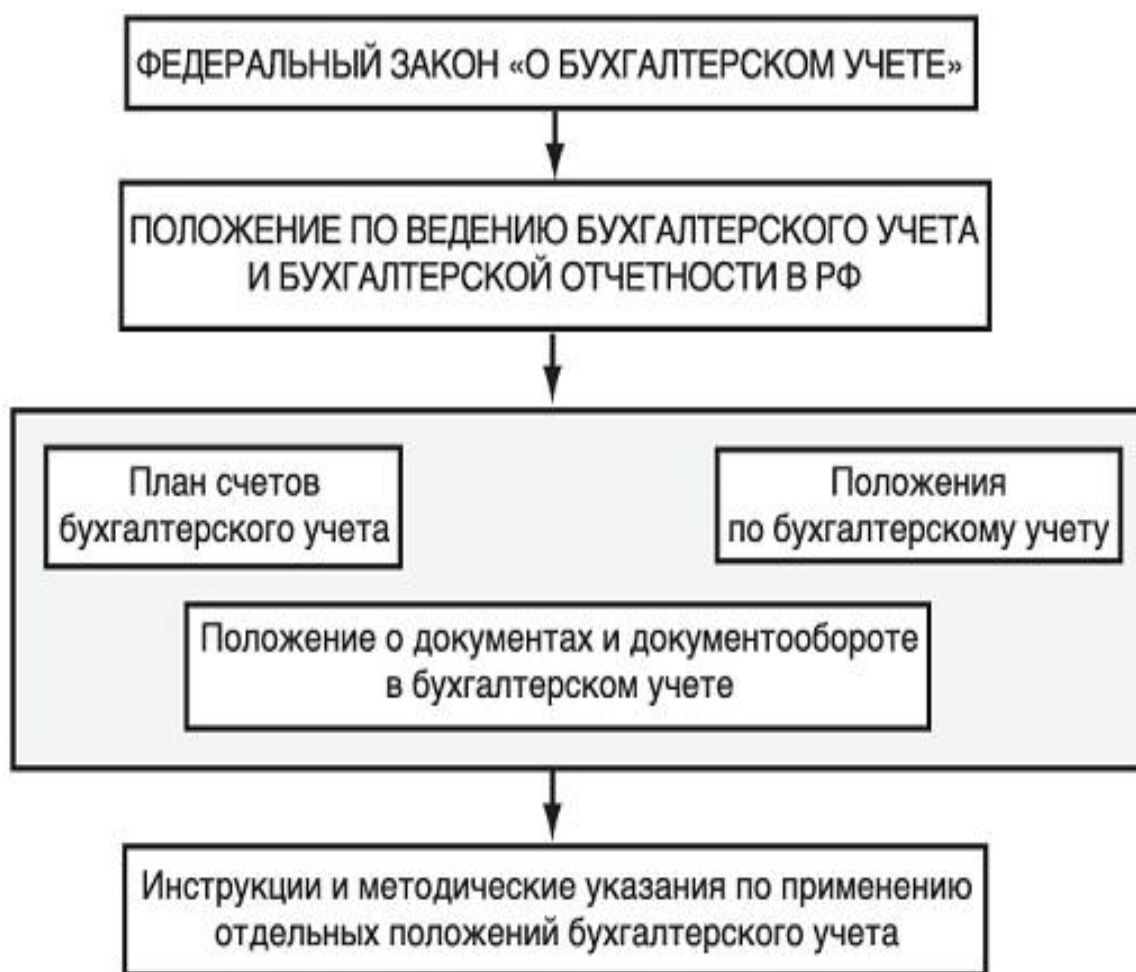 ФЕДЕРАЛЬНЫЙ ЗАКОН «О БУХГАЛТЕРСКОМ УЧЕТЕ»
ПОЛОЖЕНИЕ ПО ВЕДЕНИЮ БУХГАЛТЕРСКОГО УЧЕТА
И БУХГАЛТЕРСКОЙ ОТЧЕТНОСТИ В РФ
План счетов
бухгалтерского учета
Положения
по бухгалтерскому учету
Положение о документах и документообороте
в бухгалтерском учете
Инструкции и методические указания по применению
отдельных положений бухгалтерского учета